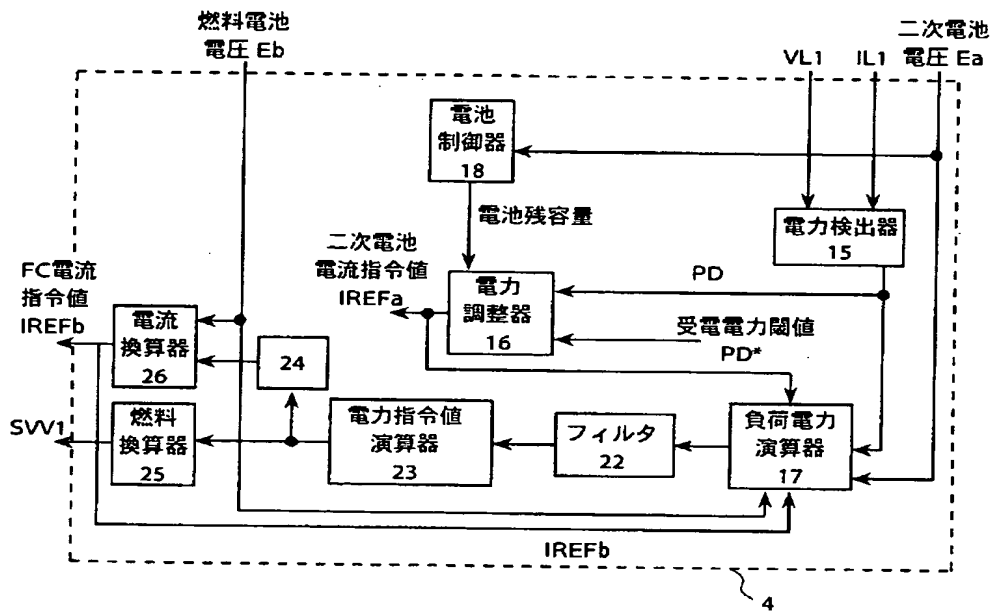 燃料電池
電圧 Eb
VL1
IL1
二次電池
電圧 Ea
電池
制御器
18
電池残容量
電力検出器
15
二次電池
電流指令値
IREFa
FC電流
指令値
IREFb
電力
調整器
16
PD
受電電力閾値
PD*
電流
換算器
26
24
SVV1
燃料
換算器
25
電力指令値
演算器
23
フィルタ
22
負荷電力
演算器
17
IREFb
4